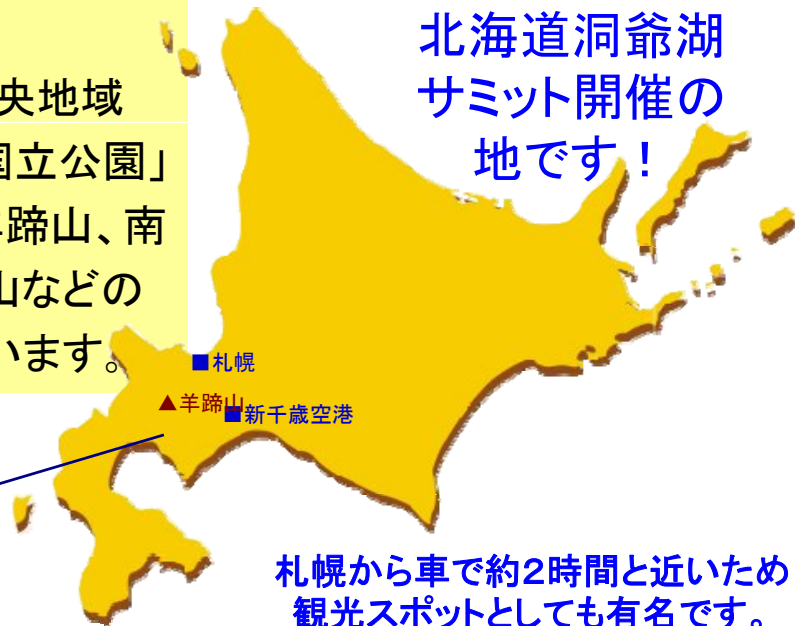 央地域
国立公園」
羊蹄山、南
山などの
います。
北海道洞爺湖
サミット開催の
地です！
■札幌
▲羊蹄山
■新千歳空港
札幌から車で約2時間と近いため
観光スポットとしても有名です。